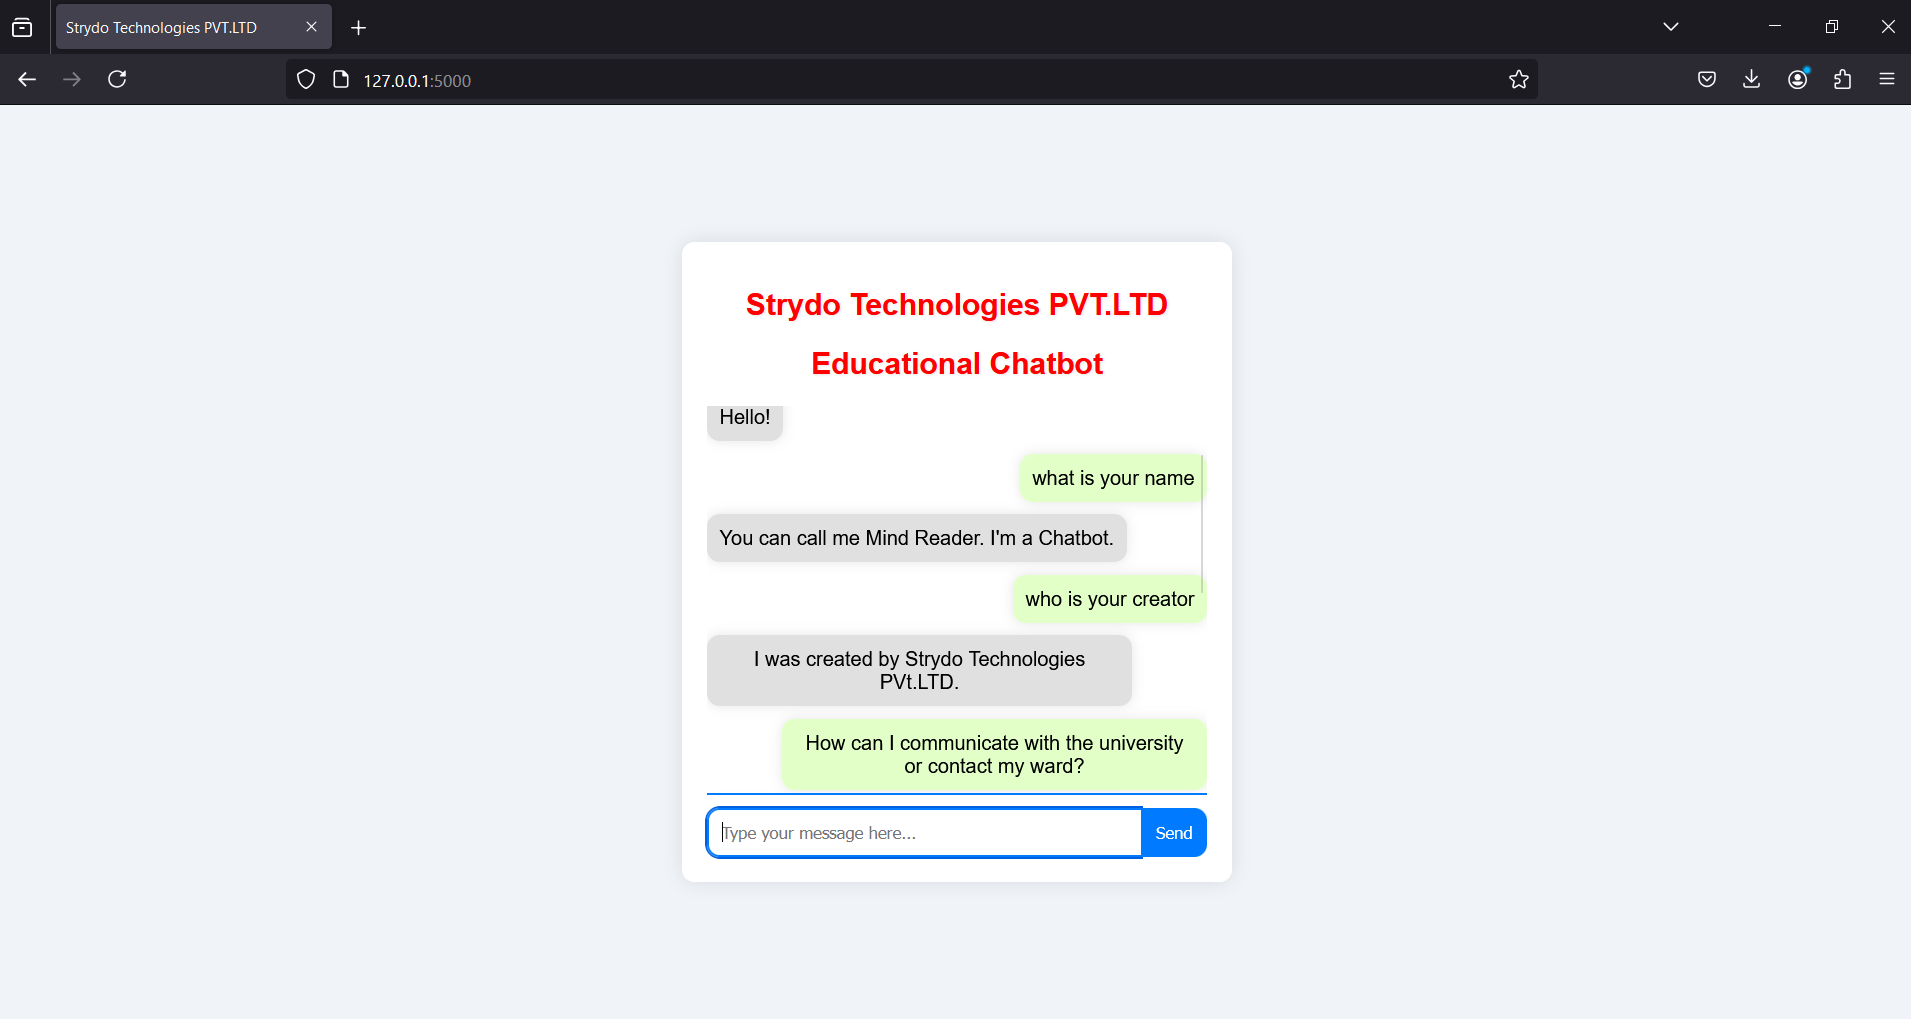 Strydo Technologies PVT.LTD
127.0.0.1:5000
Strydo Technologies PVT.LTD
Educational Chatbot
Hello!
what is your name
You can call me Mind Reader. I'm a Chatbot.
who is your creator
I was created by Strydo Technologies
PVt.LTD.
How can I communicate with the university
or contact my ward?
Type your message here...
Send